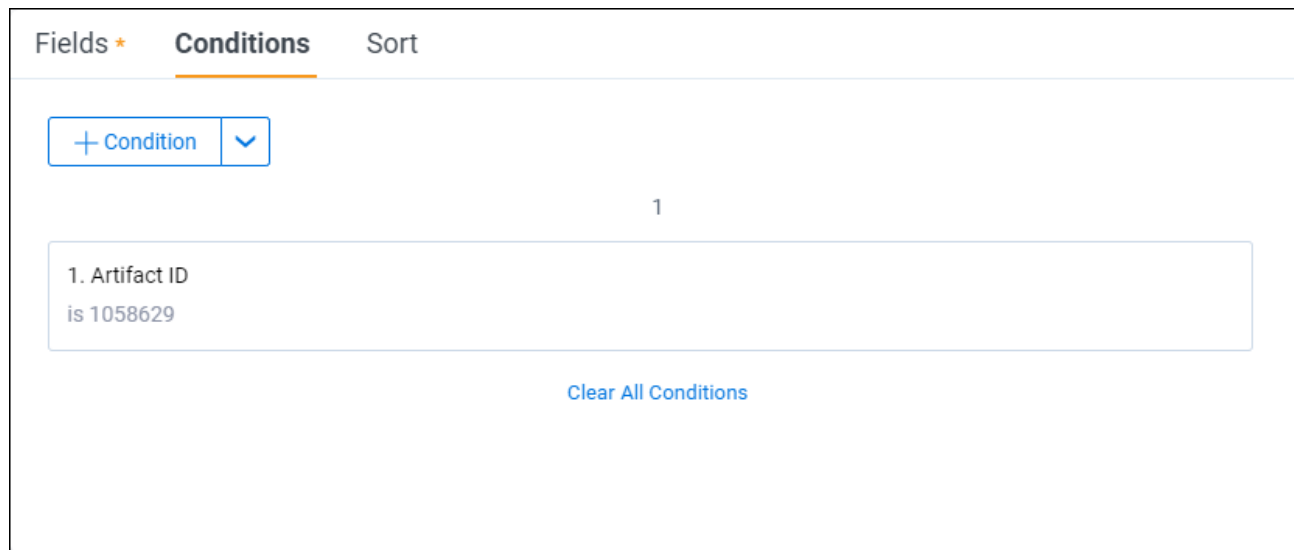 Fields * Conditions Sort
+ Condition
1
1. Artifact ID
is 1058629
Clear All Conditions